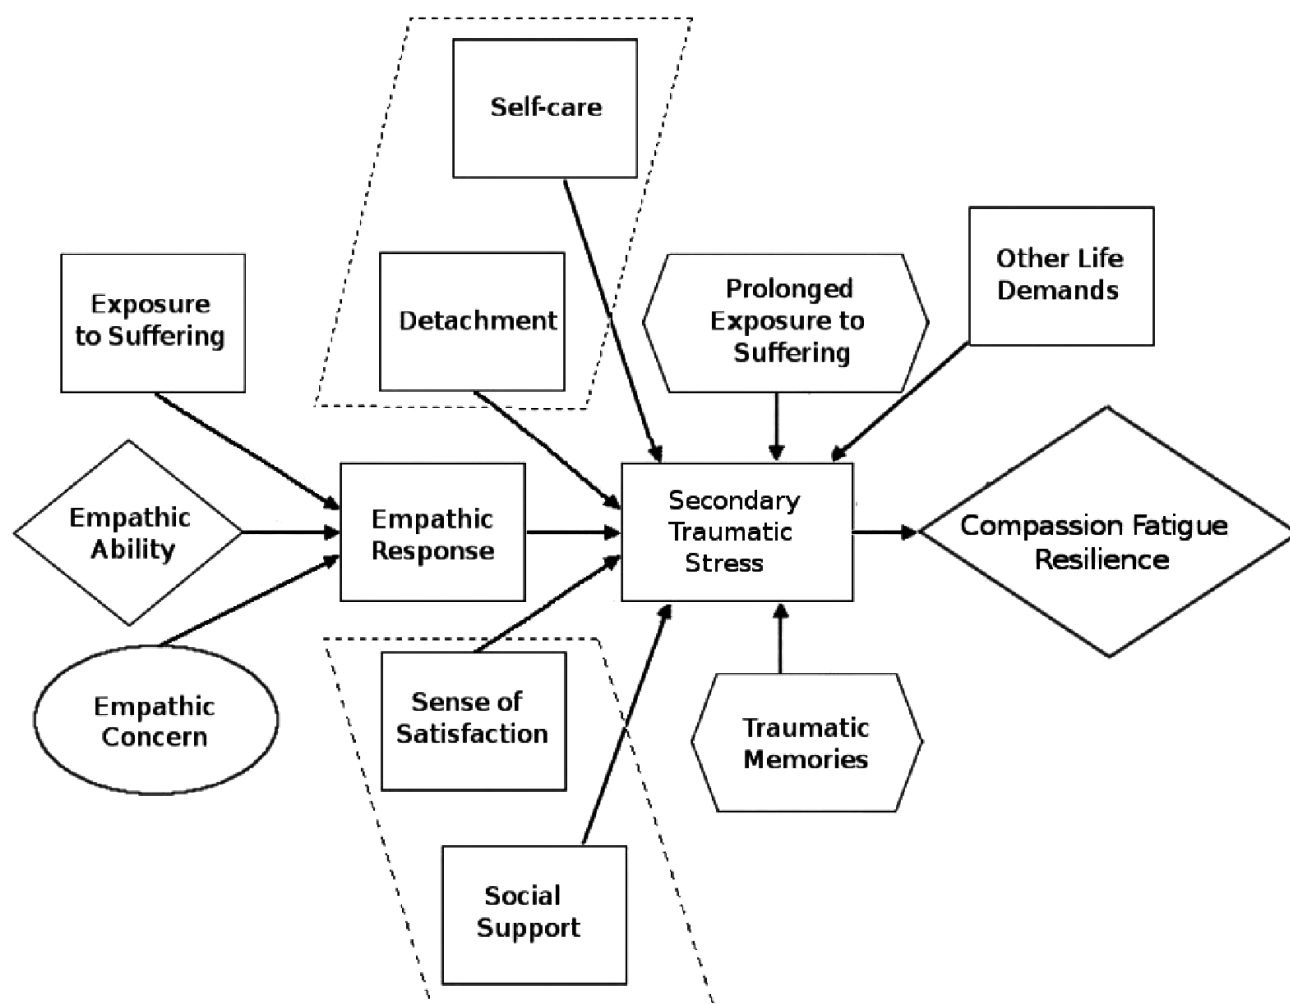 Self-care
Exposure
to Suffering
Detachment
Prolonged
Exposure to
Suffering
Other Life
Demands
Empathic
Ability
Empathic
Response
Secondary
Traumatic
Stress
Compassion Fatigue
Resilience
Empathic
Concern
Sense of
Satisfaction
Traumatic
Memories
Social
Support